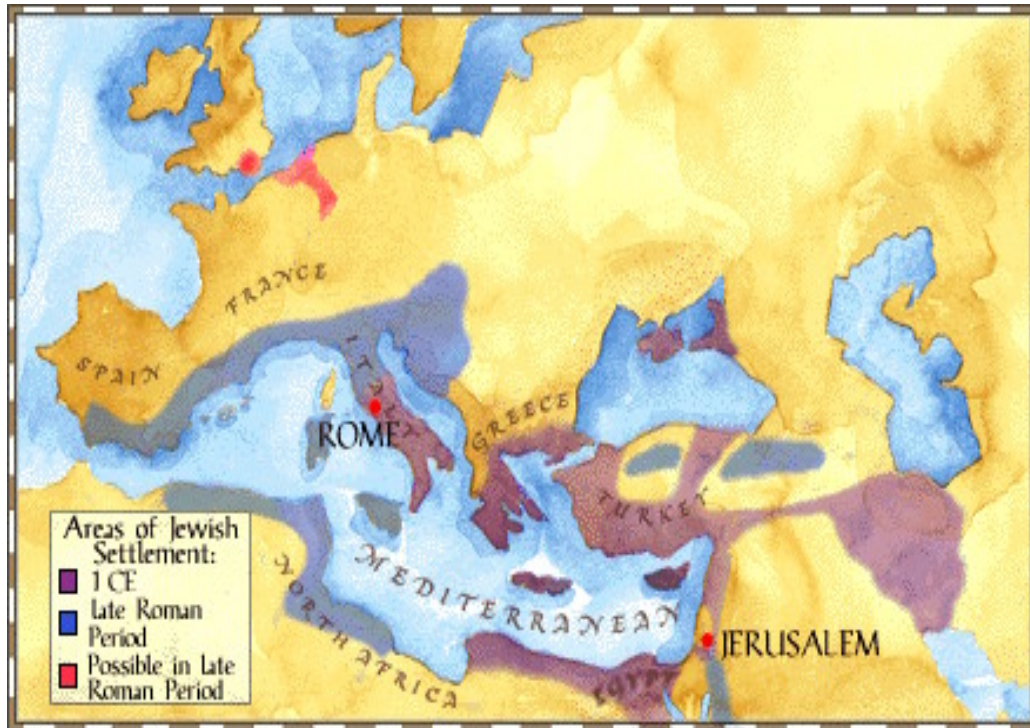 FRANCE
SPAIN
ITALY
ROME
GREECE
TURKEY
MEDITERRANEAN
JERUSALEM
NORTH AFRICA
EGYPT
Areas of Jewish
Settlement:
1 CE
late Roman
Period
Possible in late
Roman Period